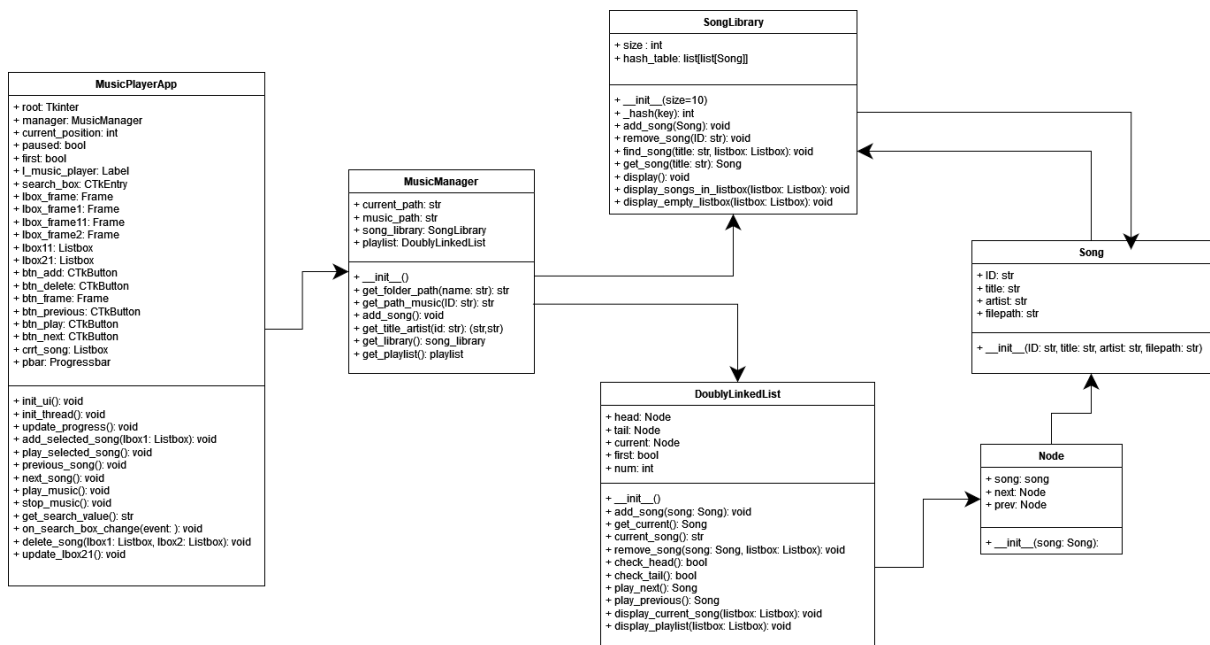 MusicPlayerApp
+ root: Tkinter
+ manager: MusicManager
+ current_position: int
+ paused: bool
+ first: bool
+ l_music_player: Label
+ search_box: CTkEntry
+ lbox_frame: Frame
+ lbox_frame1: Frame
+ lbox_frame11: Frame
+ lbox_frame2: Frame
+ lbox11: Listbox
+ lbox21: Listbox
+ btn_add: CTkButton
+ btn_delete: CTkButton
+ btn_frame: Frame
+ btn_previous: CTkButton
+ btn_play: CTkButton
+ btn_next: CTkButton
+ crrt_song: Listbox
+ pbar: Progressbar
+ init_ui(): void
+ init_thread(): void
+ update_progress(): void
+ add_selected_song(lbox1: Listbox): void
+ play_selected_song(): void
+ previous_song(): void
+ next_song(): void
+ play_music(): void
+ stop_music(): void
+ get_search_value(): str
+ on_search_box_change(event: ): void
+ delete_song(lbox1: Listbox, lbox2: Listbox): void
+ update_lbox21(): void
MusicManager
+ current_path: str
+ music_path: str
+ song_library: SongLibrary
+ playlist: DoublyLinkedList
+ __init__()
+ get_folder_path(name: str): str
+ get_path_music(ID: str): str
+ add_song(): void
+ get_title_artist(id: str): (str,str)
+ get_library(): song_library
+ get_playlist(): playlist
SongLibrary
+ size : int
+ hash_table: list[list[Song]]
+ __init__(size=10)
+ _hash(key): int
+ add_song(Song): void
+ remove_song(ID: str): void
+ find_song(title: str, listbox: Listbox): void
+ get_song(title: str): Song
+ display(): void
+ display_songs_in_listbox(listbox: Listbox): void
+ display_empty_listbox(listbox: Listbox): void
DoublyLinkedList
+ head: Node
+ tail: Node
+ current: Node
+ first: bool
+ num: int
+ __init__()
+ add_song(song: Song): void
+ get_current(): Song
+ current_song(): str
+ remove_song(song: Song, listbox: Listbox): void
+ check_head(): bool
+ check_tail(): bool
+ play_next(): Song
+ play_previous(): Song
+ display_current_song(listbox: Listbox): void
+ display_playlist(listbox: Listbox): void
Song
+ ID: str
+ title: str
+ artist: str
+ filepath: str
+ __init__(ID: str, title: str, artist: str, filepath: str)
Node
+ song: song
+ next: Node
+ prev: Node
+ __init__(song: Song):